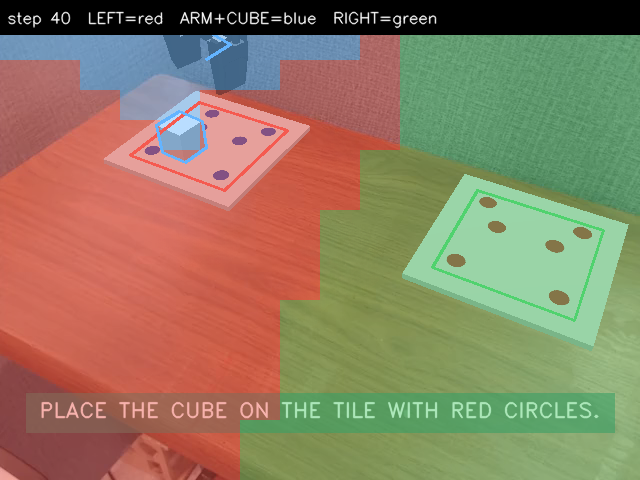 step 40 LEFT=red ARM+CUBE=blue RIGHT=green
PLACE THE CUBE ON THE TILE WITH RED CIRCLES.